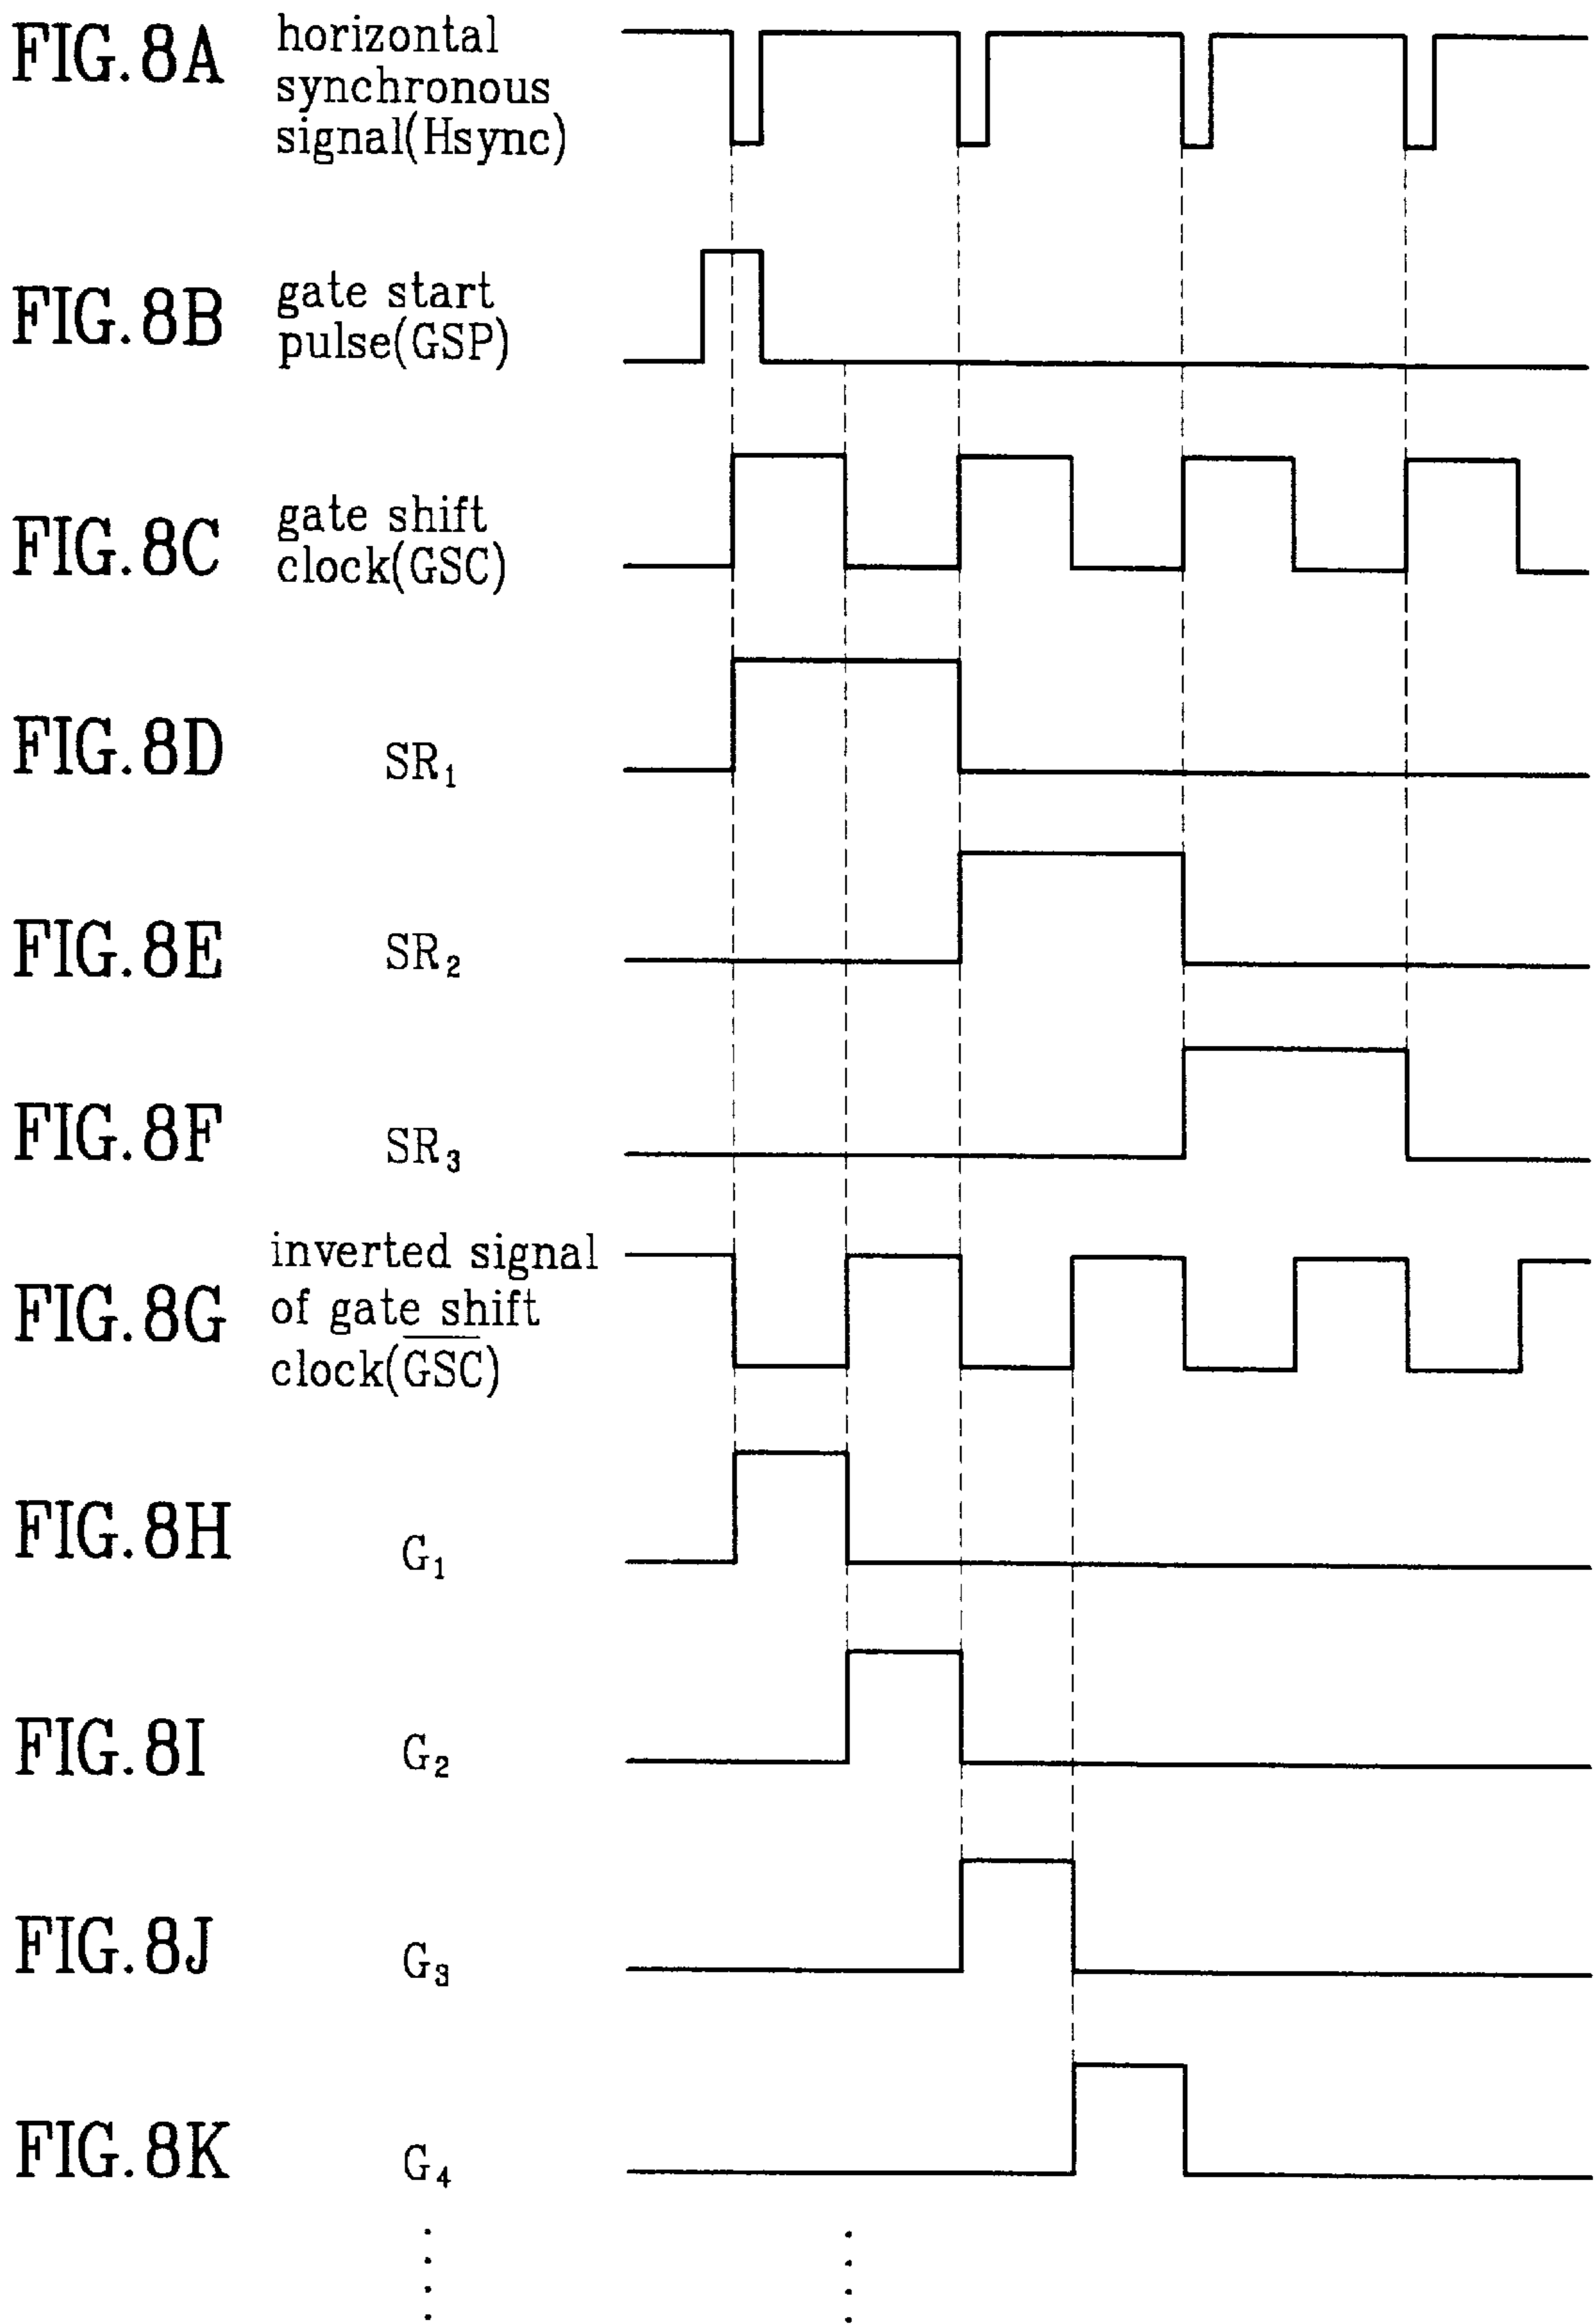 FIG.8A horizontal
synchronous
signal(Hsync)
FIG.8B gate start
pulse(GSP)
FIG.8C gate shift
clock(GSC)
FIG.8D SR₁
FIG.8E SR₂
FIG.8F SR₃
inverted signal
FIG.8G of gate shift
clock(G̅S̅C̅)
FIG.8H G₁
FIG.8I G₂
FIG.8J G₃
FIG.8K G₄